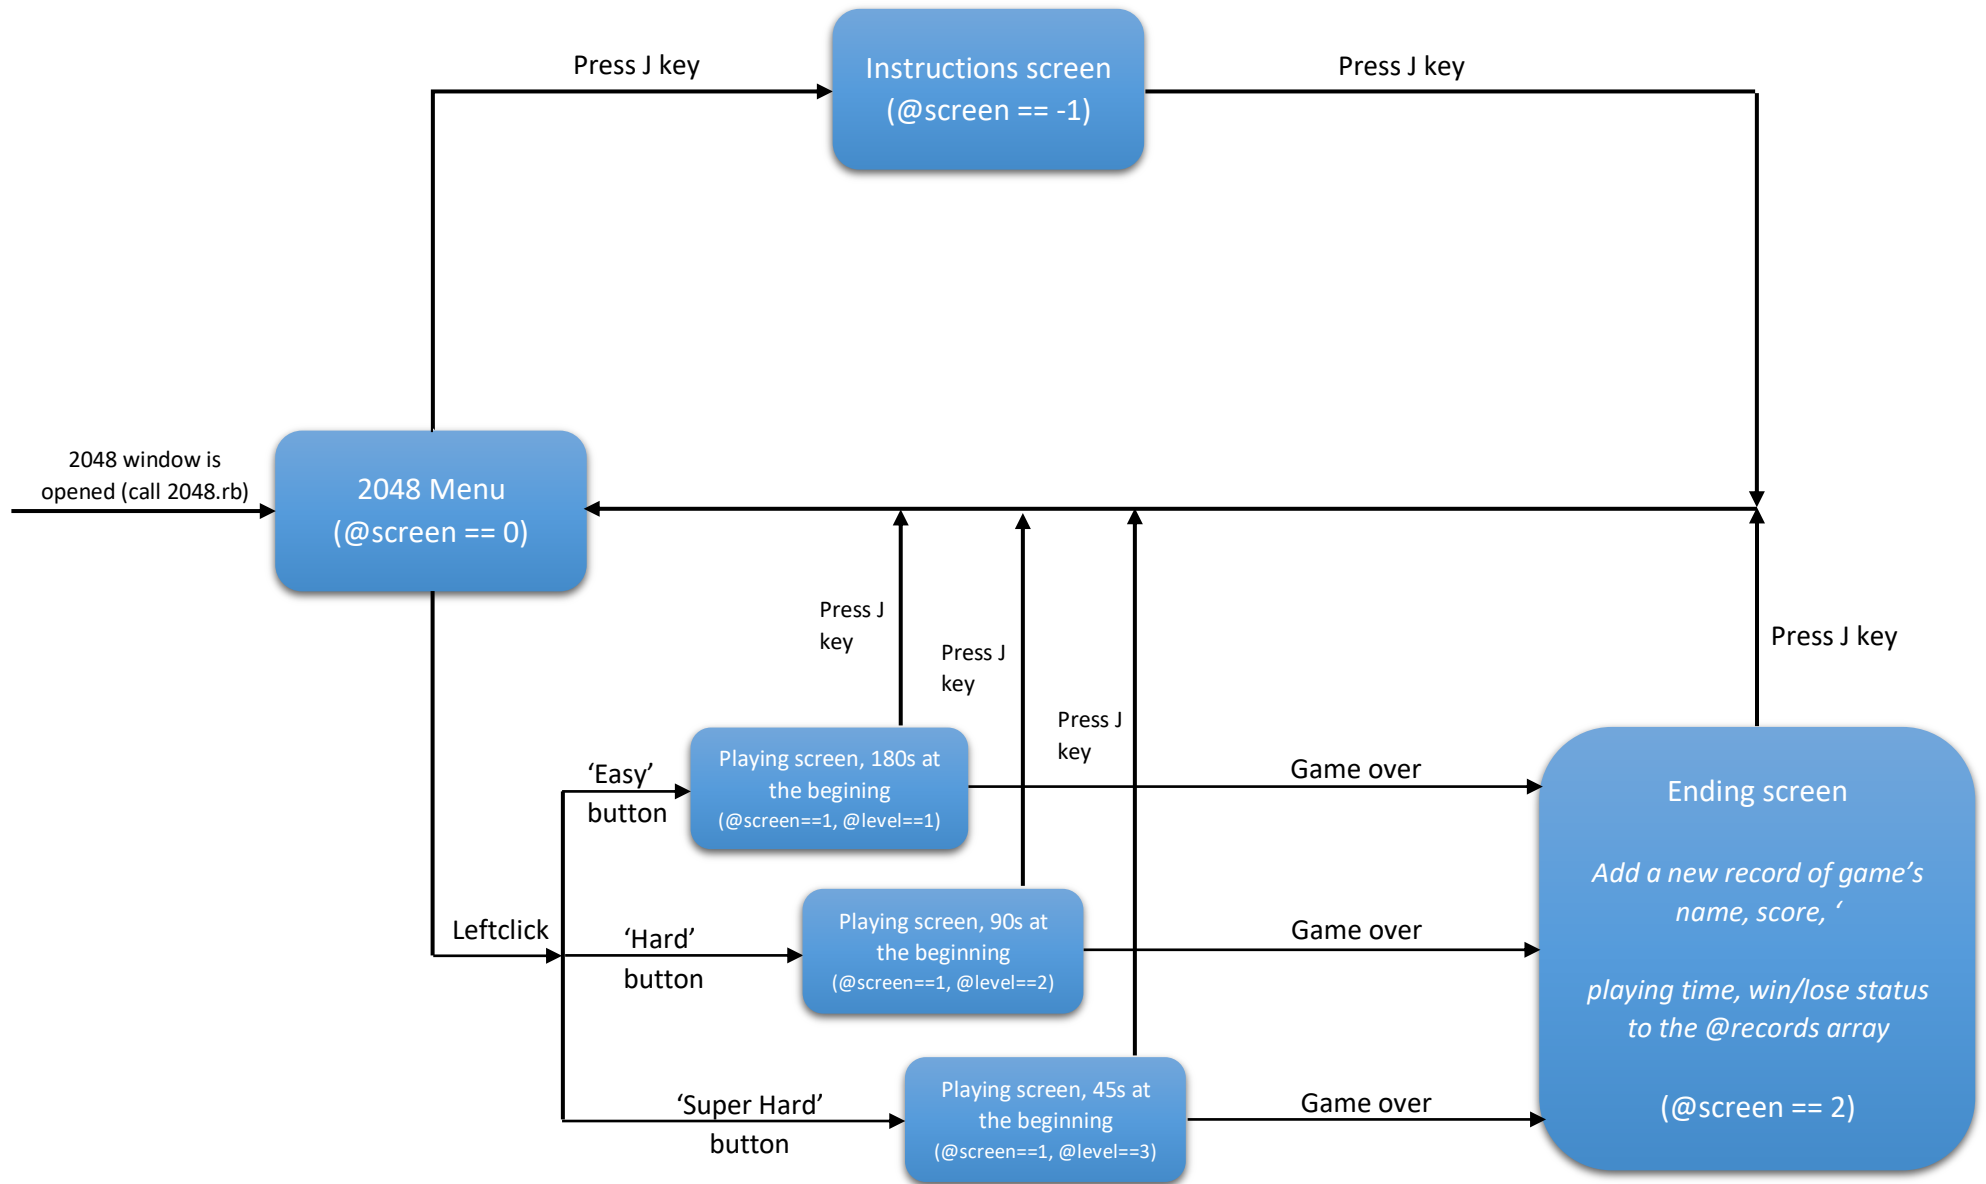 Press J key
Instructions screen
(@screen == -1)
Press J key
2048 window is
opened (call 2048.rb)
2048 Menu
(@screen == 0)
Press J
key
Press J
key
Press J
key
Press J key
Leftclick
‘Easy’
button
Playing screen, 180s at
the begining
(@screen==1, @level==1)
Game over
‘Hard’
button
Playing screen, 90s at
the beginning
(@screen==1, @level==2)
Game over
‘Super Hard’
button
Playing screen, 45s at
the beginning
(@screen==1, @level==3)
Game over
Ending screen
Add a new record of game’s
name, score, ‘
playing time, win/lose status
to the @records array
(@screen == 2)